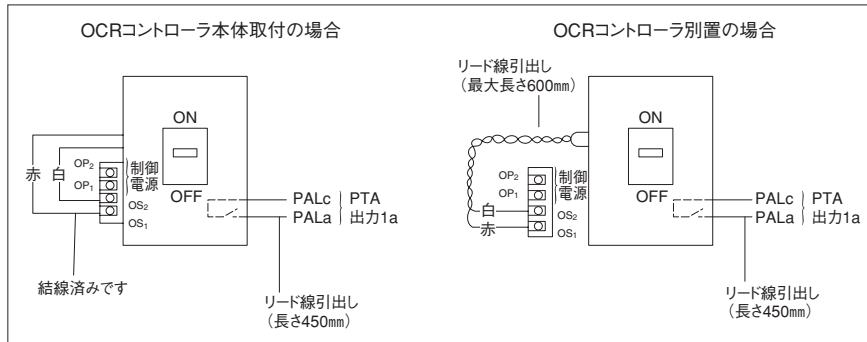 OCRコントローラ本体取付の場合
ON
OFF
赤
白
OP₂
OP₁
OS₂
OS₁
制御
電源
PALc
PALa
PTA
出力1a
結線済みです
リード線引出し
（長さ450㎜）
OCRコントローラ別置の場合
リード線引出し
（最大長さ600㎜）
ON
OFF
OP₂
OP₁
OS₂
OS₁
制御
電源
白
赤
PALc
PALa
PTA
出力1a
リード線引出し
（長さ450㎜）